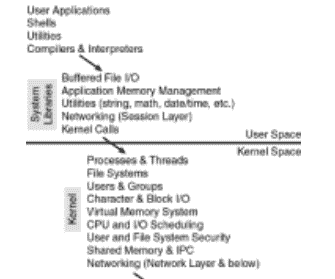 User Applications
Shells
Utilities
Compilers & Interpreters
System
Libraries
Buffered File I/O
Application Memory Management
Utilities (string, math, date/time, etc.)
Networking (Session Layer)
Kernel Calls
User Space
Kernel Space
Kernel
Processes & Threads
File Systems
Users & Groups
Character & Block I/O
Virtual Memory System
CPU and I/O Scheduling
User and File System Security
Shared Memory & IPC
Networking (Network Layer & below)